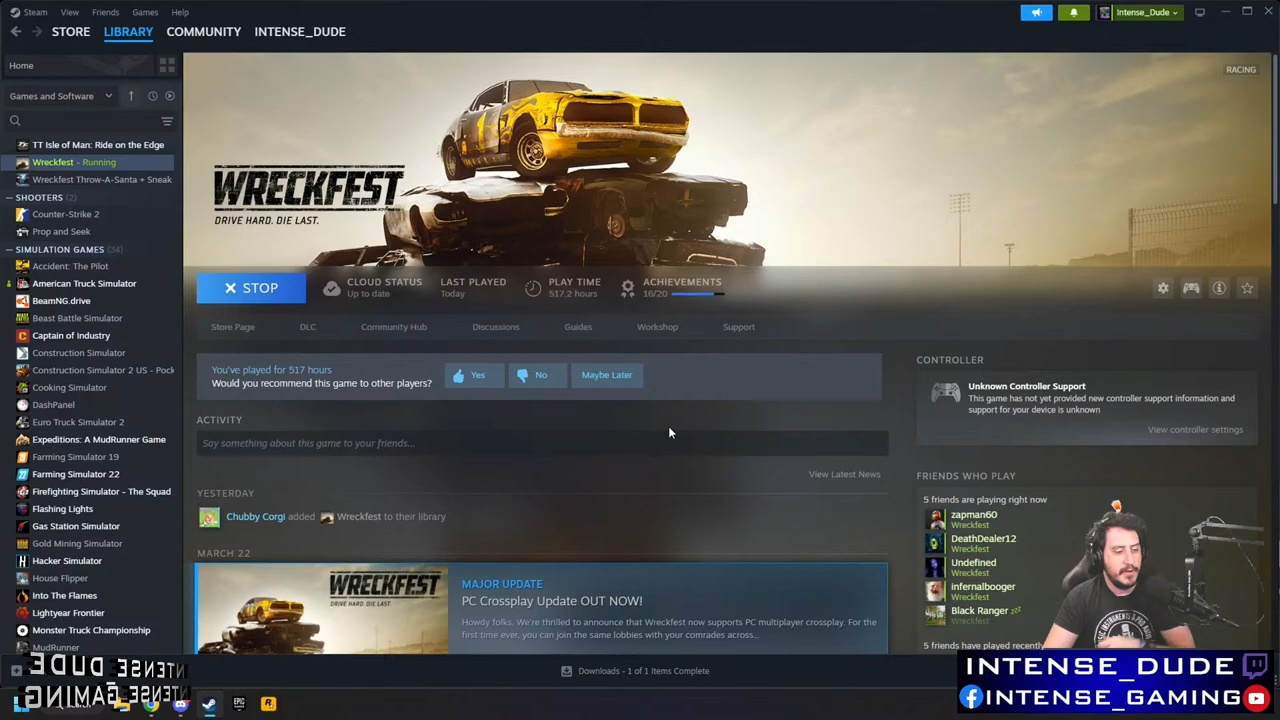 Steam View Friends Games Help
Intense_Dude
STORE LIBRARY COMMUNITY INTENSE_DUDE
Home
Games and Software
TT Isle of Man: Ride on the Edge
Wreckfest - Running
Wreckfest Throw-A-Santa + Sneak
SHOOTERS (2)
Counter-Strike 2
Prop and Seek
SIMULATION GAMES (34)
Accident: The Pilot
American Truck Simulator
BeamNG.drive
Beast Battle Simulator
Captain of Industry
Construction Simulator
Construction Simulator 2 US - Pock
Cooking Simulator
DashPanel
Euro Truck Simulator 2
Expeditions: A MudRunner Game
Farming Simulator 19
Farming Simulator 22
Firefighting Simulator - The Squad
Flashing Lights
Gas Station Simulator
Gold Mining Simulator
Hacker Simulator
House Flipper
Into The Flames
Lightyear Frontier
Monster Truck Championship
MudRunner
RACING
WRECKFEST
DRIVE HARD. DIE LAST.
STOP
CLOUD STATUS
Up to date
LAST PLAYED
Today
PLAY TIME
517.2 hours
ACHIEVEMENTS
16/20
Store Page DLC Community Hub Discussions Guides Workshop Support
You've played for 517 hours
Would you recommend this game to other players?
Yes No Maybe Later
ACTIVITY
Say something about this game to your friends...
View Latest News
YESTERDAY
Chubby Corgi added Wreckfest to their library
MARCH 22
WRECKFEST
DRIVE HARD. DIE LAST.
MAJOR UPDATE
PC Crossplay Update OUT NOW!
Howdy folks, We're thrilled to announce that Wreckfest now supports PC multiplayer crossplay. For the
first time ever, you can join the same lobbies with your comrades across...
CONTROLLER
Unknown Controller Support
This game has not yet provided new controller support information and
support for your device is unknown
View controller settings
FRIENDS WHO PLAY
5 friends are playing right now
zapman60
Wreckfest
DeathDealer12
Wreckfest
Undefined
Wreckfest
infernalbooger
Wreckfest
Black Ranger zzz
Wreckfest
5 friends have played recently
Downloads - 1 of 1 Items Complete
INTENSE_DUDE
INTENSE_GAMING
EPIC
R